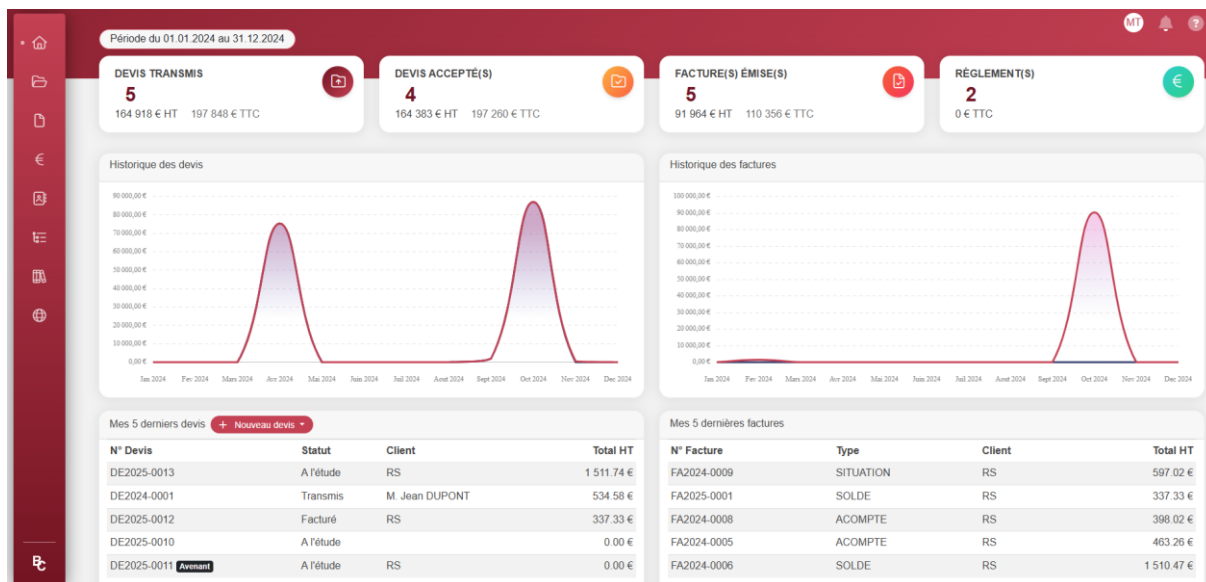 MT
?
Période du 01.01.2024 au 31.12.2024
DEVIS TRANSMIS
5
164 918 € HT 197 848 € TTC
DEVIS ACCEPTÉ(S)
4
164 383 € HT 197 260 € TTC
FACTURE(S) ÉMISE(S)
5
91 964 € HT 110 356 € TTC
RÈGLEMENT(S)
2
0 € TTC
€
Historique des devis
90 000,00 €
80 000,00 €
70 000,00 €
60 000,00 €
50 000,00 €
40 000,00 €
30 000,00 €
20 000,00 €
10 000,00 €
0,00 €
Jan 2024 Fev 2024 Mars 2024 Avr 2024 Mai 2024 Juin 2024 Juil 2024 Aout 2024 Sept 2024 Oct 2024 Nov 2024 Dec 2024
Historique des factures
100 000,00 €
90 000,00 €
80 000,00 €
70 000,00 €
60 000,00 €
50 000,00 €
40 000,00 €
30 000,00 €
20 000,00 €
10 000,00 €
0,00 €
Jan 2024 Fev 2024 Mars 2024 Avr 2024 Mai 2024 Juin 2024 Juil 2024 Aout 2024 Sept 2024 Oct 2024 Nov 2024 Dec 2024
Mes 5 derniers devis + Nouveau devis
N° Devis Statut Client Total HT
DE2025-0013 A l'étude RS 1 511.74 €
DE2024-0001 Transmis M. Jean DUPONT 534.58 €
DE2025-0012 Facturé RS 337.33 €
DE2025-0010 A l'étude 0.00 €
DE2025-0011 Avenant A l'étude RS 0.00 €
Mes 5 dernières factures
N° Facture Type Client Total HT
FA2024-0009 SITUATION RS 597.02 €
FA2025-0001 SOLDE RS 337.33 €
FA2024-0008 ACOMPTE RS 398.02 €
FA2024-0005 ACOMPTE RS 463.26 €
FA2024-0006 SOLDE RS 1 510.47 €
€
BC